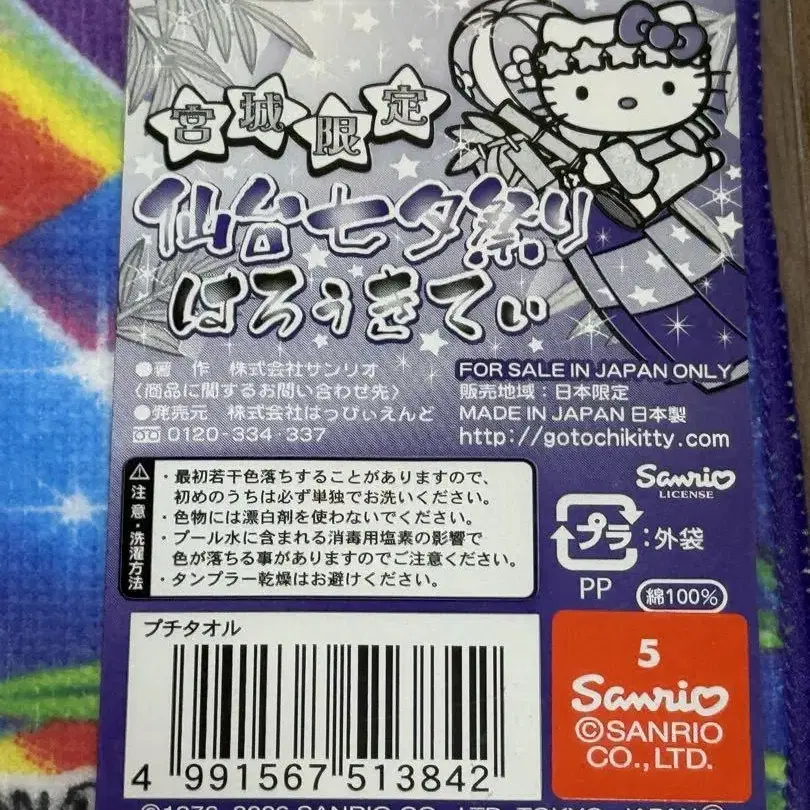 宮城限定
仙台七夕祭り
はろうきてぃ
●著 作 株式会社サンリオ
〈商品に関するお問い合わせ先〉
●発売元 株式会社はっぴぃえんど
0120-334-337
FOR SALE IN JAPAN ONLY
販売地域:日本限定
MADE IN JAPAN 日本製
http://gotochikitty.com
注意・洗濯方法
・最初若干色落ちすることがありますので、
初めのうちは必ず単独でお洗いください。
・色物には漂白剤を使わないでください。
・プール水に含まれる消毒用塩素の影響で
色が落ちる事がありますのでご注意ください。
・タンブラー乾燥はお避けください。
Sanrio
LICENSE
プラ:外袋
PP
綿100%
プチタオル
4 991567 513842
5
Sanrio
©SANRIO
CO., LTD.
SANRIO CO., LTD.